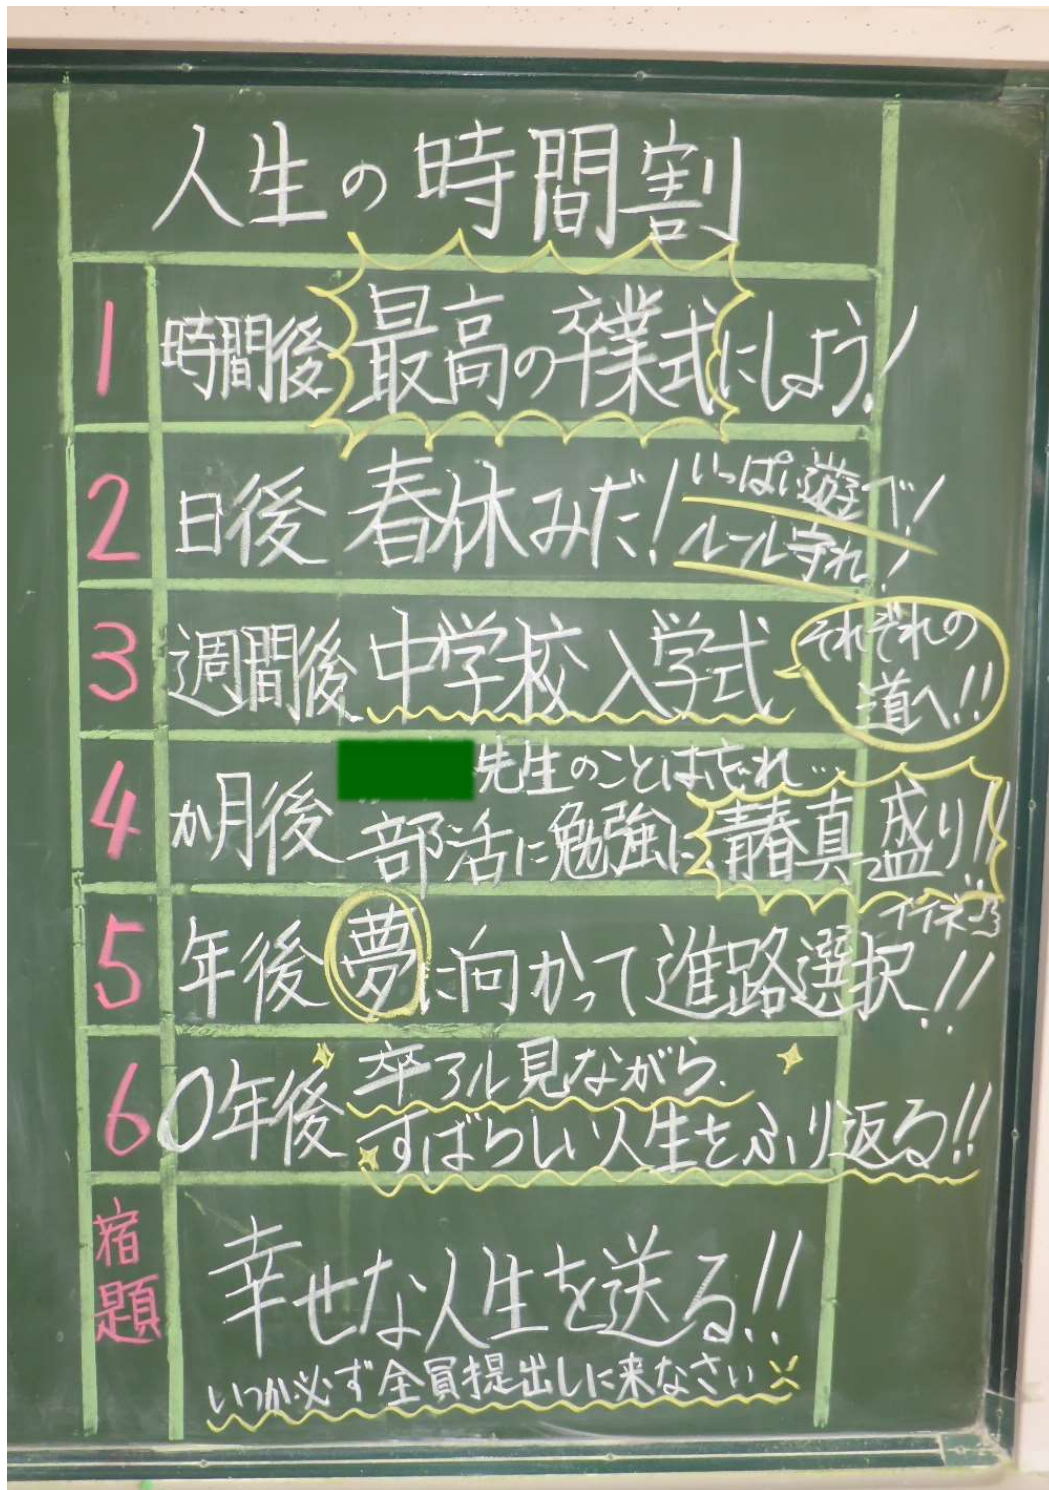 人生の時間割
1 時間後 最高の卒業式にしよう!
2 日後 春休みだ!
いっぱい遊べ!
ルール守れ!
3 週間後 中学校入学式
それぞれの
道へ!!
4 か月後
先生のことは忘れ…
部活に勉強に青春真っ盛り!!
イイネ
5 年後 夢に向かって進路選択!!
6 0年後 卒アル見ながら、
すばらしい人生をふり返る!!
宿題
幸せな人生を送る!!
いつか必ず全員提出しに来なさい